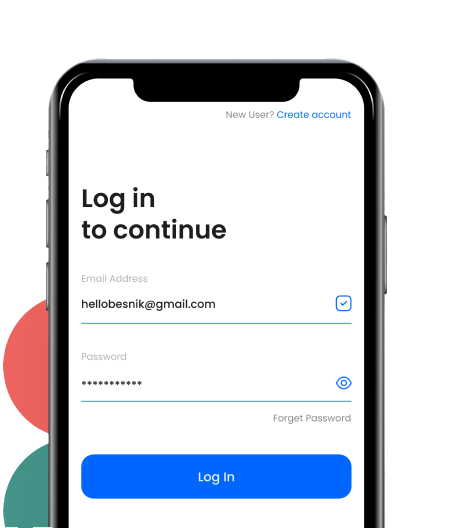 New User? Create account
Log in
to continue
Email Address
hellobesnik@gmail.com
Password
***********
Forget Password
Log In